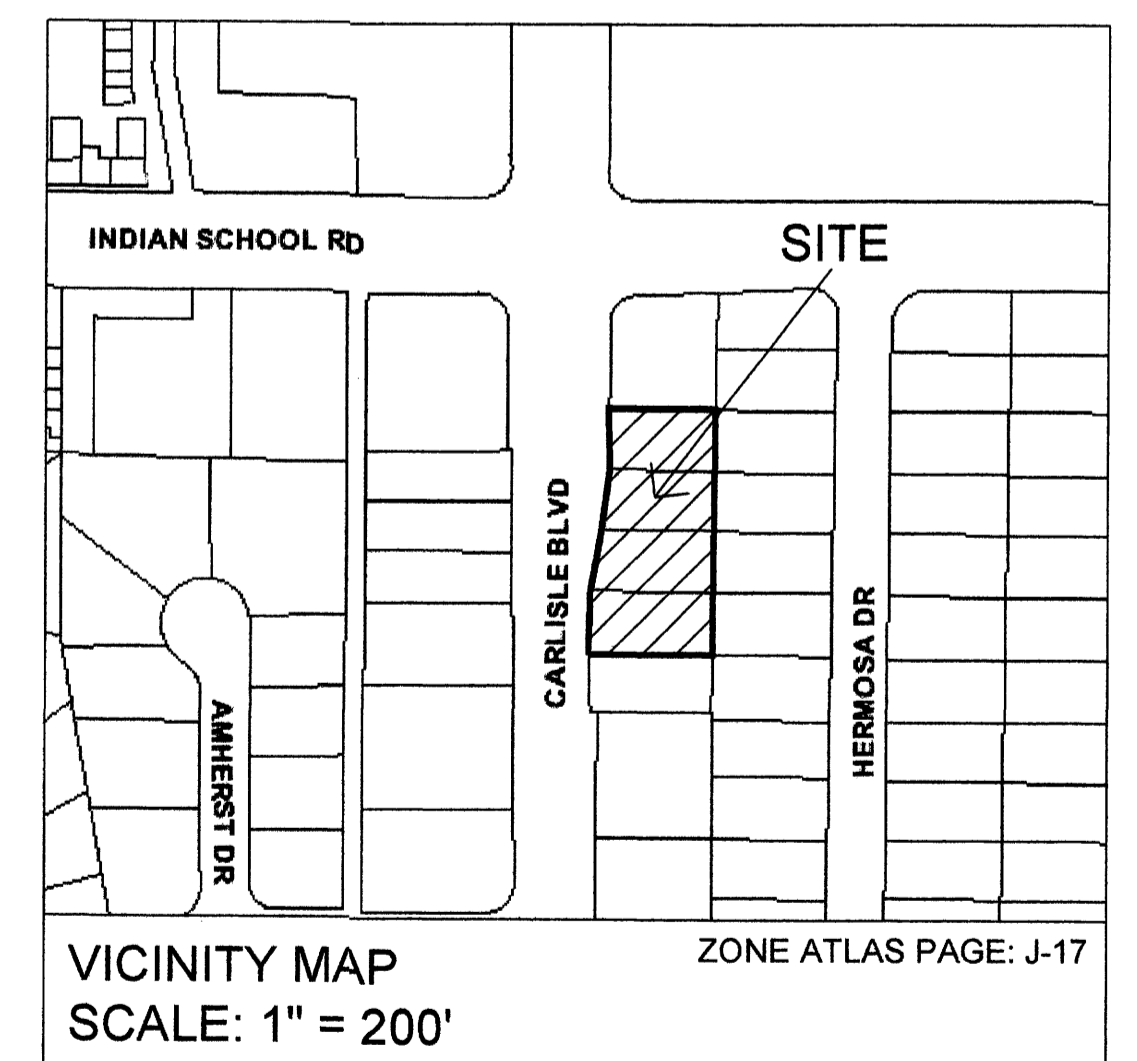 INDIAN SCHOOL RD
SITE
CARLISLE BLVD
HERMOSA DR
AMHERST DR
VICINITY MAP
SCALE: 1" = 200'
ZONE ATLAS PAGE: J-17